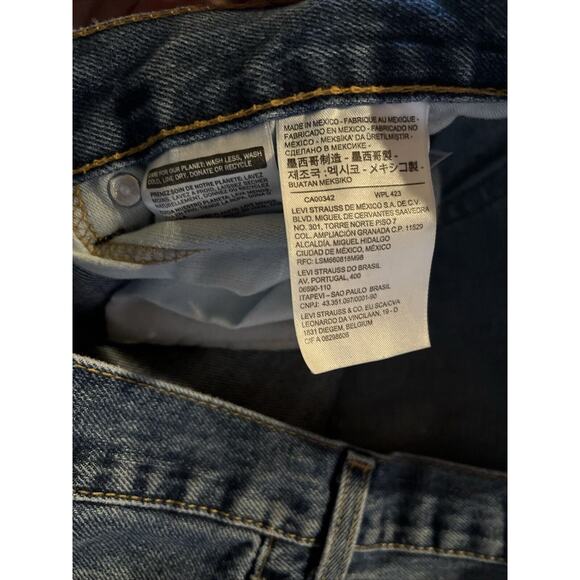 FOR OUR PLANET: WASH LESS, WASH
COLD, LINE DRY, DONATE OR RECYCLE
PRENEZ SOIN DE NOTRE PLANÈTE: LAVEZ
MADE IN MEXICO - FABRIQUE AU MEXIQUE -
FABRICADO EN MÉXICO - FABRICADO NO
MÉXICO - MEKSİKA'DA ÜRETİLMİŞTİR -
СДЕЛАНО В МЕКСИКЕ -
墨西哥制造 - 墨西哥製 -
제조국: 멕시코 - メキシコ製 -
BUATAN MEKSIKO
CA00342 WPL 423
LEVI STRAUSS DE MÉXICO S.A. DE C.V.
BLVD. MIGUEL DE CERVANTES SAAVEDRA
NO. 301, TORRE NORTE PISO 7
COL. AMPLIACIÓN GRANADA C.P. 11529
ALCALDÍA. MIGUEL HIDALGO
CIUDAD DE MÉXICO, MÉXICO
RFC: LSM660818M98
LEVI STRAUSS DO BRASIL
AV. PORTUGAL, 400
06690-110
ITAPEVI – SAO PAULO BRASIL
CNPJ: 43.351.097/0001-90
LEVI STRAUSS & CO. EU SCA/CVA
LEONARDO DA VINCILAAN, 19 - D
1831 DIEGEM, BELGIUM
CIF A 08298606